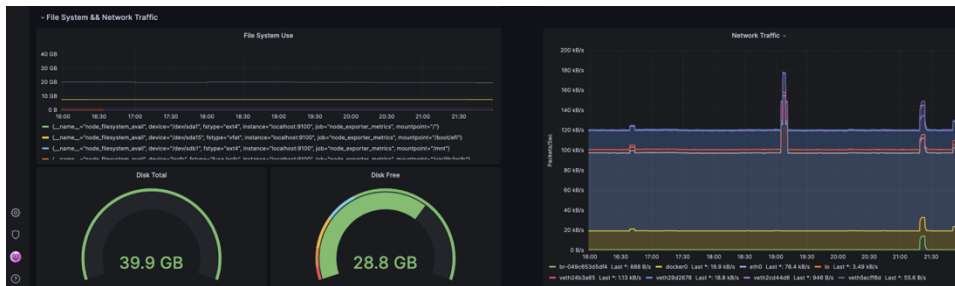 File System && Network Traffic
File System Use
40 GB
30 GB
20 GB
10 GB
0 B
16:00 16:30 17:00 17:30 18:00 18:30 19:00 19:30 20:00 20:30 21:00 21:30
{__name__="node_filesystem_avail", device="/dev/sda1", fstype="ext4", instance="localhost:9100", job="node_exporter_metrics", mountpoint="/"}
{__name__="node_filesystem_avail", device="/dev/sda15", fstype="vfat", instance="localhost:9100", job="node_exporter_metrics", mountpoint="/boot/efi"}
{__name__="node_filesystem_avail", device="/dev/sdb1", fstype="ext4", instance="localhost:9100", job="node_exporter_metrics", mountpoint="/mnt"}
Disk Total
39.9 GB
Disk Free
28.8 GB
Network Traffic
Packets/Sec
200 kB/s
180 kB/s
160 kB/s
140 kB/s
120 kB/s
100 kB/s
80 kB/s
60 kB/s
40 kB/s
20 kB/s
0 B/s
16:00 16:30 17:00 17:30 18:00 18:30 19:00 19:30 20:00 20:30 21:00 21:30
br-049c653d5df4 Last *: 888 B/s docker0 Last *: 19.9 kB/s eth0 Last *: 78.4 kB/s lo Last *: 3.49 kB/s
veth24b3a65 Last *: 1.13 kB/s veth29d2878 Last *: 18.8 kB/s veth2cd44d6 Last *: 946 B/s veth5ecff6d Last *: 55.6 B/s